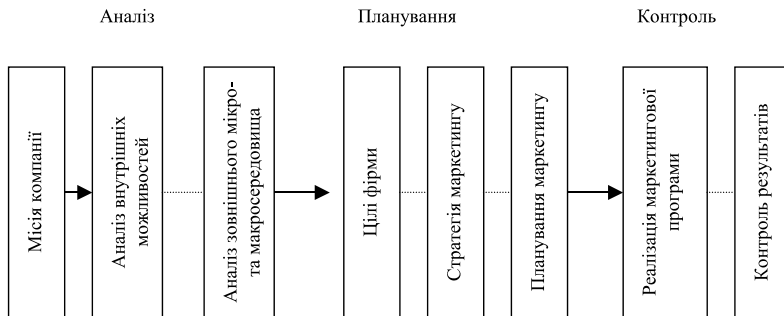 Аналіз
Планування
Контроль
Місія компанії
Аналіз внутрішніх
можливостей
Аналіз зовнішнього мікро-
та макросередовища
Цілі фірми
Стратегія маркетингу
Планування маркетингу
Реалізація маркетингової
програми
Контроль результатів